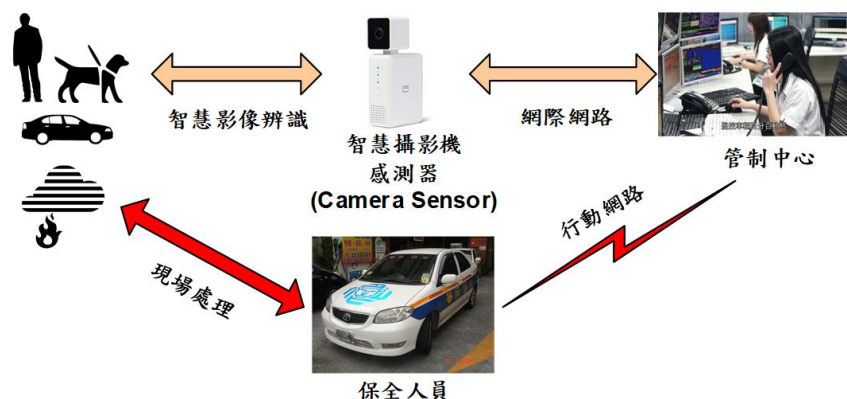 智慧影像辨識
智慧攝影機
感測器
(Camera Sensor)
網際網路
管制中心
行動網路
現場處理
保全人員